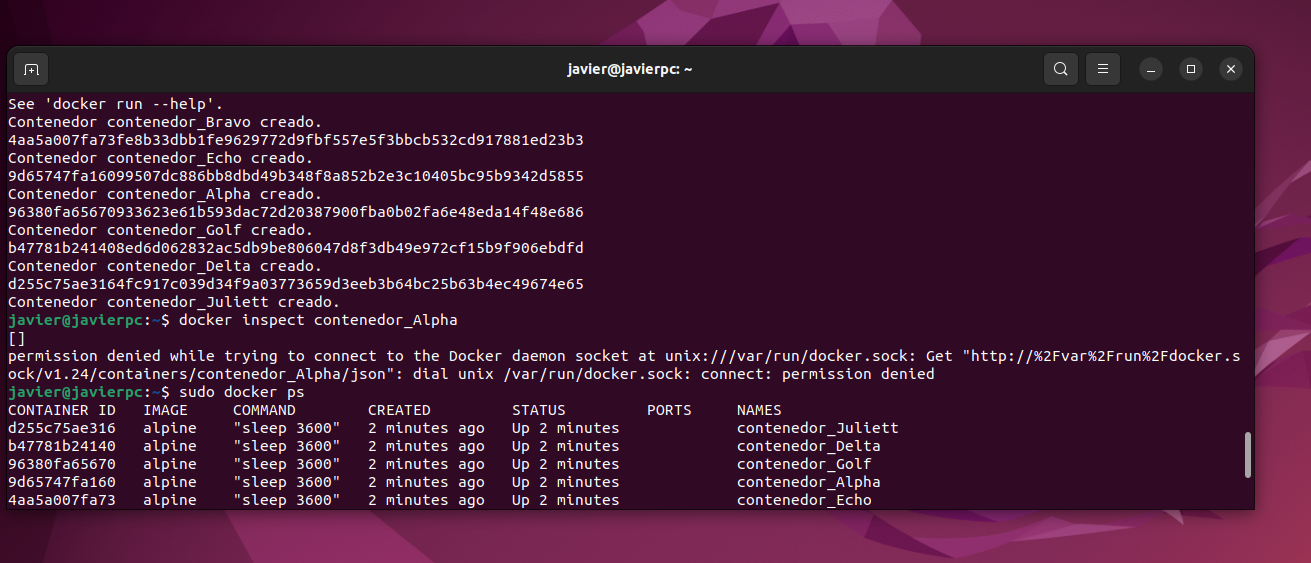 javier@javierpc: ~
See 'docker run --help'.
Contenedor contenedor_Bravo creado.
4aa5a007fa73fe8b33dbb1fe9629772d9fbf557e5f3bbcb532cd917881ed23b3
Contenedor contenedor_Echo creado.
9d65747fa16099507dc886bb8dbd49b348f8a852b2e3c10405bc95b9342d5855
Contenedor contenedor_Alpha creado.
96380fa65670933623e61b593dac72d20387900fba0b02fa6e48eda14f48e686
Contenedor contenedor_Golf creado.
b47781b241408ed6d062832ac5db9be806047d8f3db49e972cf15b9f906ebdfd
Contenedor contenedor_Delta creado.
d255c75ae3164fc917c039d34f9a03773659d3eeb3b64bc25b63b4ec49674e65
Contenedor contenedor_Juliett creado.
javier@javierpc:~$ docker inspect contenedor_Alpha
[]
permission denied while trying to connect to the Docker daemon socket at unix:///var/run/docker.sock: Get "http://%2Fvar%2Frun%2Fdocker.s
ock/v1.24/containers/contenedor_Alpha/json": dial unix /var/run/docker.sock: connect: permission denied
javier@javierpc:~$ sudo docker ps
CONTAINER ID   IMAGE     COMMAND        CREATED         STATUS         PORTS     NAMES
d255c75ae316   alpine    "sleep 3600"   2 minutes ago   Up 2 minutes             contenedor_Juliett
b47781b24140   alpine    "sleep 3600"   2 minutes ago   Up 2 minutes             contenedor_Delta
96380fa65670   alpine    "sleep 3600"   2 minutes ago   Up 2 minutes             contenedor_Golf
9d65747fa160   alpine    "sleep 3600"   2 minutes ago   Up 2 minutes             contenedor_Alpha
4aa5a007fa73   alpine    "sleep 3600"   2 minutes ago   Up 2 minutes             contenedor_Echo